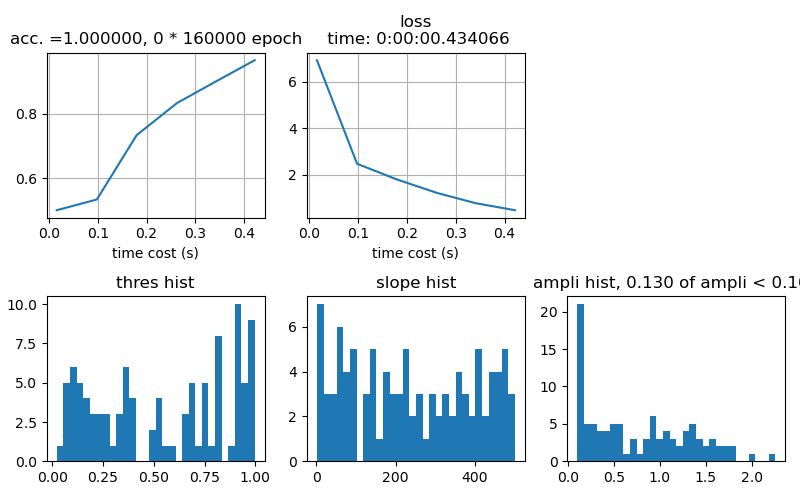 acc. =1.000000, 0 * 160000 epoch
loss
time: 0:00:00.434066
0.8
0.6
0.0 0.1 0.2 0.3 0.4
time cost (s)
6
4
2
0.0 0.1 0.2 0.3 0.4
time cost (s)
thres hist
10.0
7.5
5.0
2.5
0.0
0.00 0.25 0.50 0.75 1.00
slope hist
6
4
2
0
0 200 400
ampli hist, 0.130 of ampli < 0.10
20
15
10
5
0
0.0 0.5 1.0 1.5 2.0